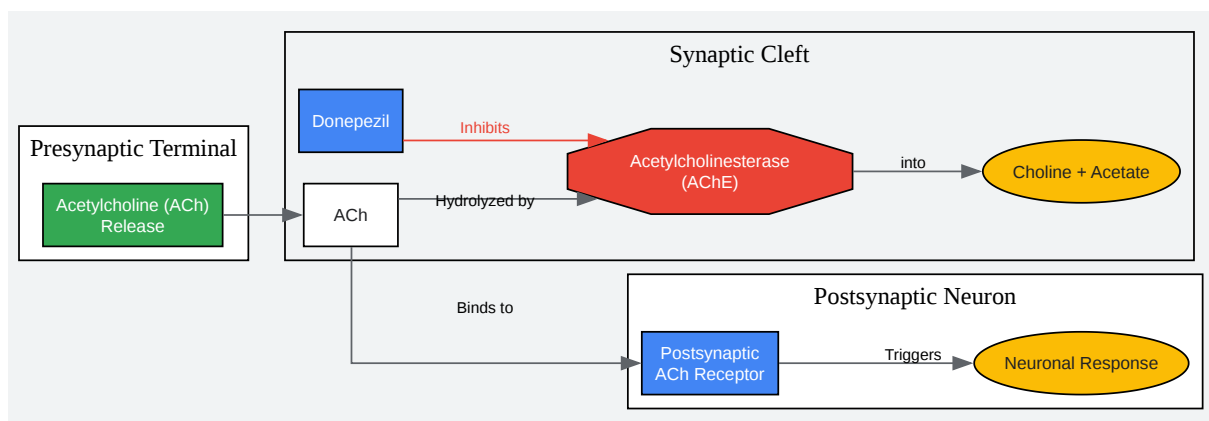 Synaptic Cleft
Donepezil
Inhibits
Presynaptic Terminal
Acetylcholine (ACh)
Release
ACh
Hydrolyzed by
Acetylcholinesterase
(AChE)
into
Choline + Acetate
Binds to
Postsynaptic Neuron
Postsynaptic
ACh Receptor
Triggers
Neuronal Response